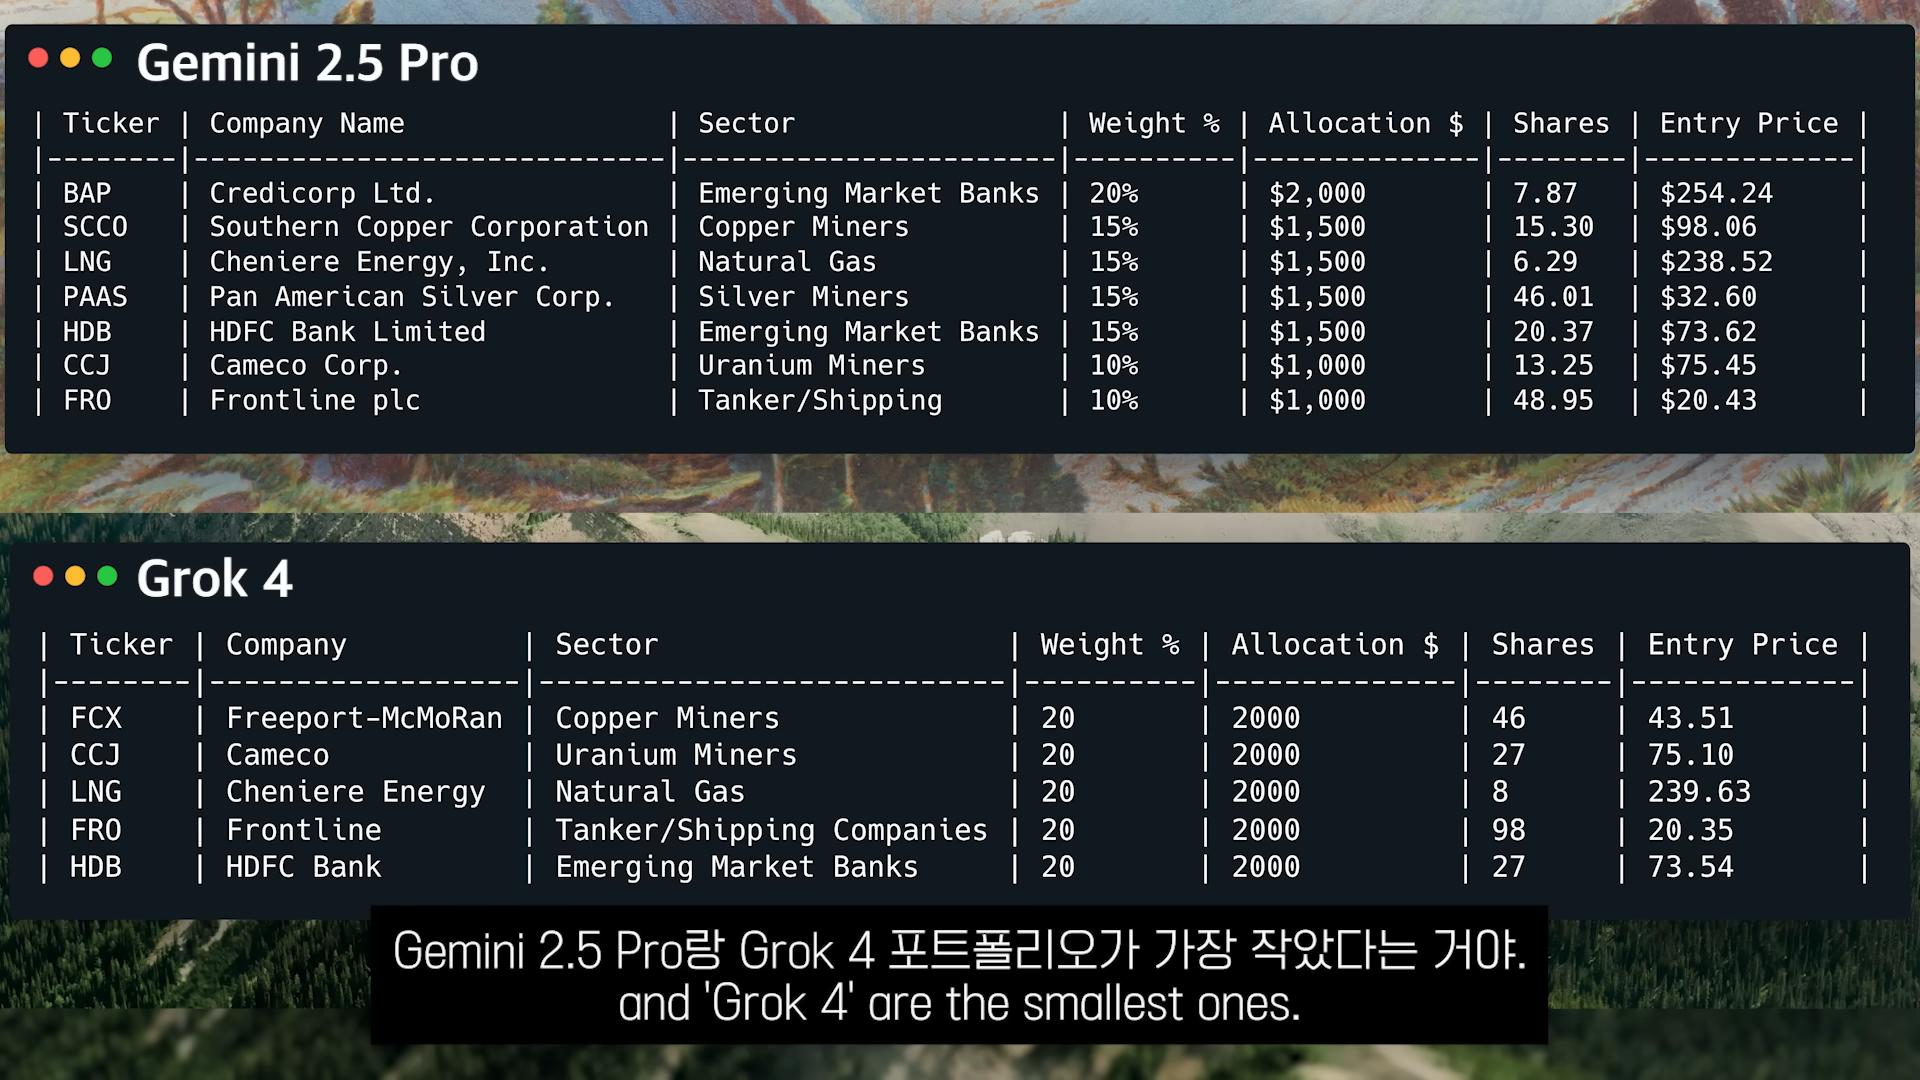 Gemini 2.5 Pro
| Ticker | Company Name | Sector | Weight % | Allocation $ | Shares | Entry Price |
|--------|-----------------------------|-----------------------|----------|--------------|--------|-------------|
| BAP | Credicorp Ltd. | Emerging Market Banks | 20% | $2,000 | 7.87 | $254.24 |
| SCCO | Southern Copper Corporation | Copper Miners | 15% | $1,500 | 15.30 | $98.06 |
| LNG | Cheniere Energy, Inc. | Natural Gas | 15% | $1,500 | 6.29 | $238.52 |
| PAAS | Pan American Silver Corp. | Silver Miners | 15% | $1,500 | 46.01 | $32.60 |
| HDB | HDFC Bank Limited | Emerging Market Banks | 15% | $1,500 | 20.37 | $73.62 |
| CCJ | Cameco Corp. | Uranium Miners | 10% | $1,000 | 13.25 | $75.45 |
| FRO | Frontline plc | Tanker/Shipping | 10% | $1,000 | 48.95 | $20.43 |
Grok 4
| Ticker | Company | Sector | Weight % | Allocation $ | Shares | Entry Price |
|--------|------------------|---------------------------|----------|--------------|--------|-------------|
| FCX | Freeport-McMoRan | Copper Miners | 20 | 2000 | 46 | 43.51 |
| CCJ | Cameco | Uranium Miners | 20 | 2000 | 27 | 75.10 |
| LNG | Cheniere Energy | Natural Gas | 20 | 2000 | 8 | 239.63 |
| FRO | Frontline | Tanker/Shipping Companies | 20 | 2000 | 98 | 20.35 |
| HDB | HDFC Bank | Emerging Market Banks | 20 | 2000 | 27 | 73.54 |
Gemini 2.5 Pro랑 Grok 4 포트폴리오가 가장 작았다는 거야.
and 'Grok 4' are the smallest ones.